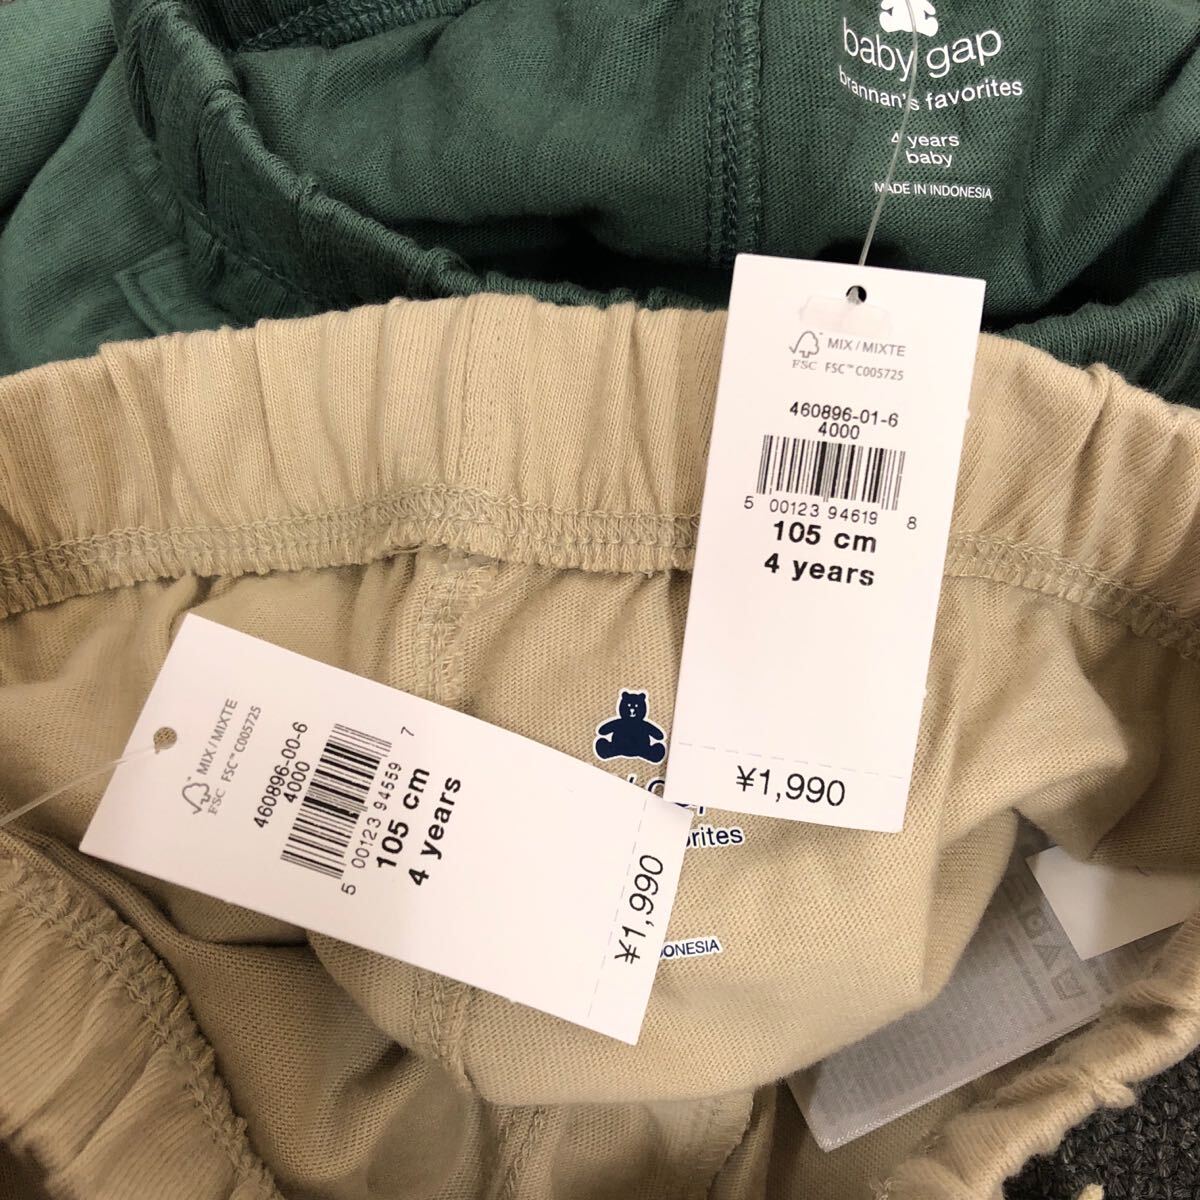 baby gap
brannan's favorites
4 years
baby
MADE IN INDONESIA
MIX / MIXTE
FSC FSC™ C005725
460896-01-6
4000
5 00123 94619 8
105 cm
4 years
¥1,990
MIX / MIXTE
FSC FSC™ C005725
460896-00-6
4000
5 00123 94559 7
105 cm
4 years
¥1,990